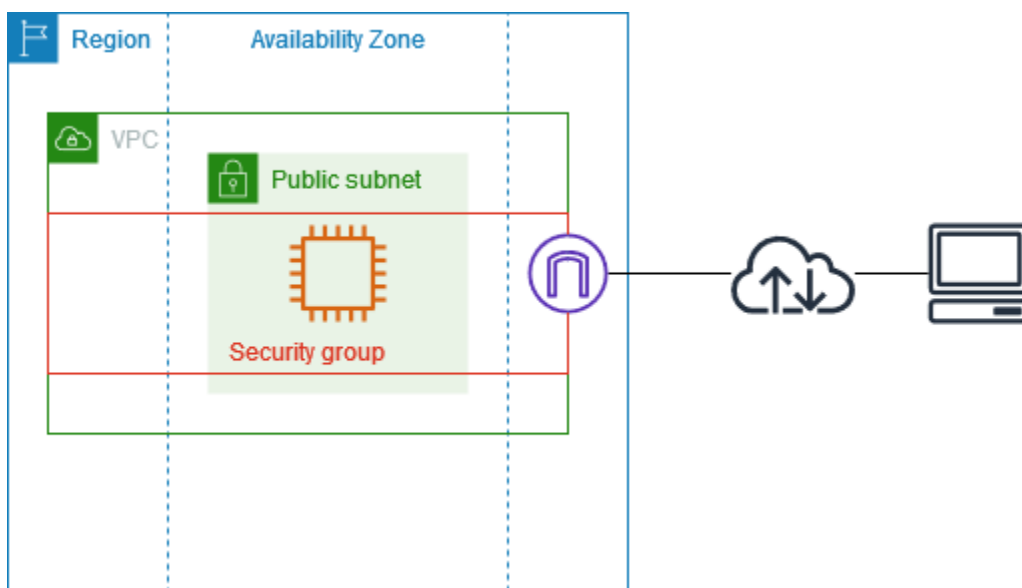 Region
Availability Zone
VPC
Public subnet
Security group